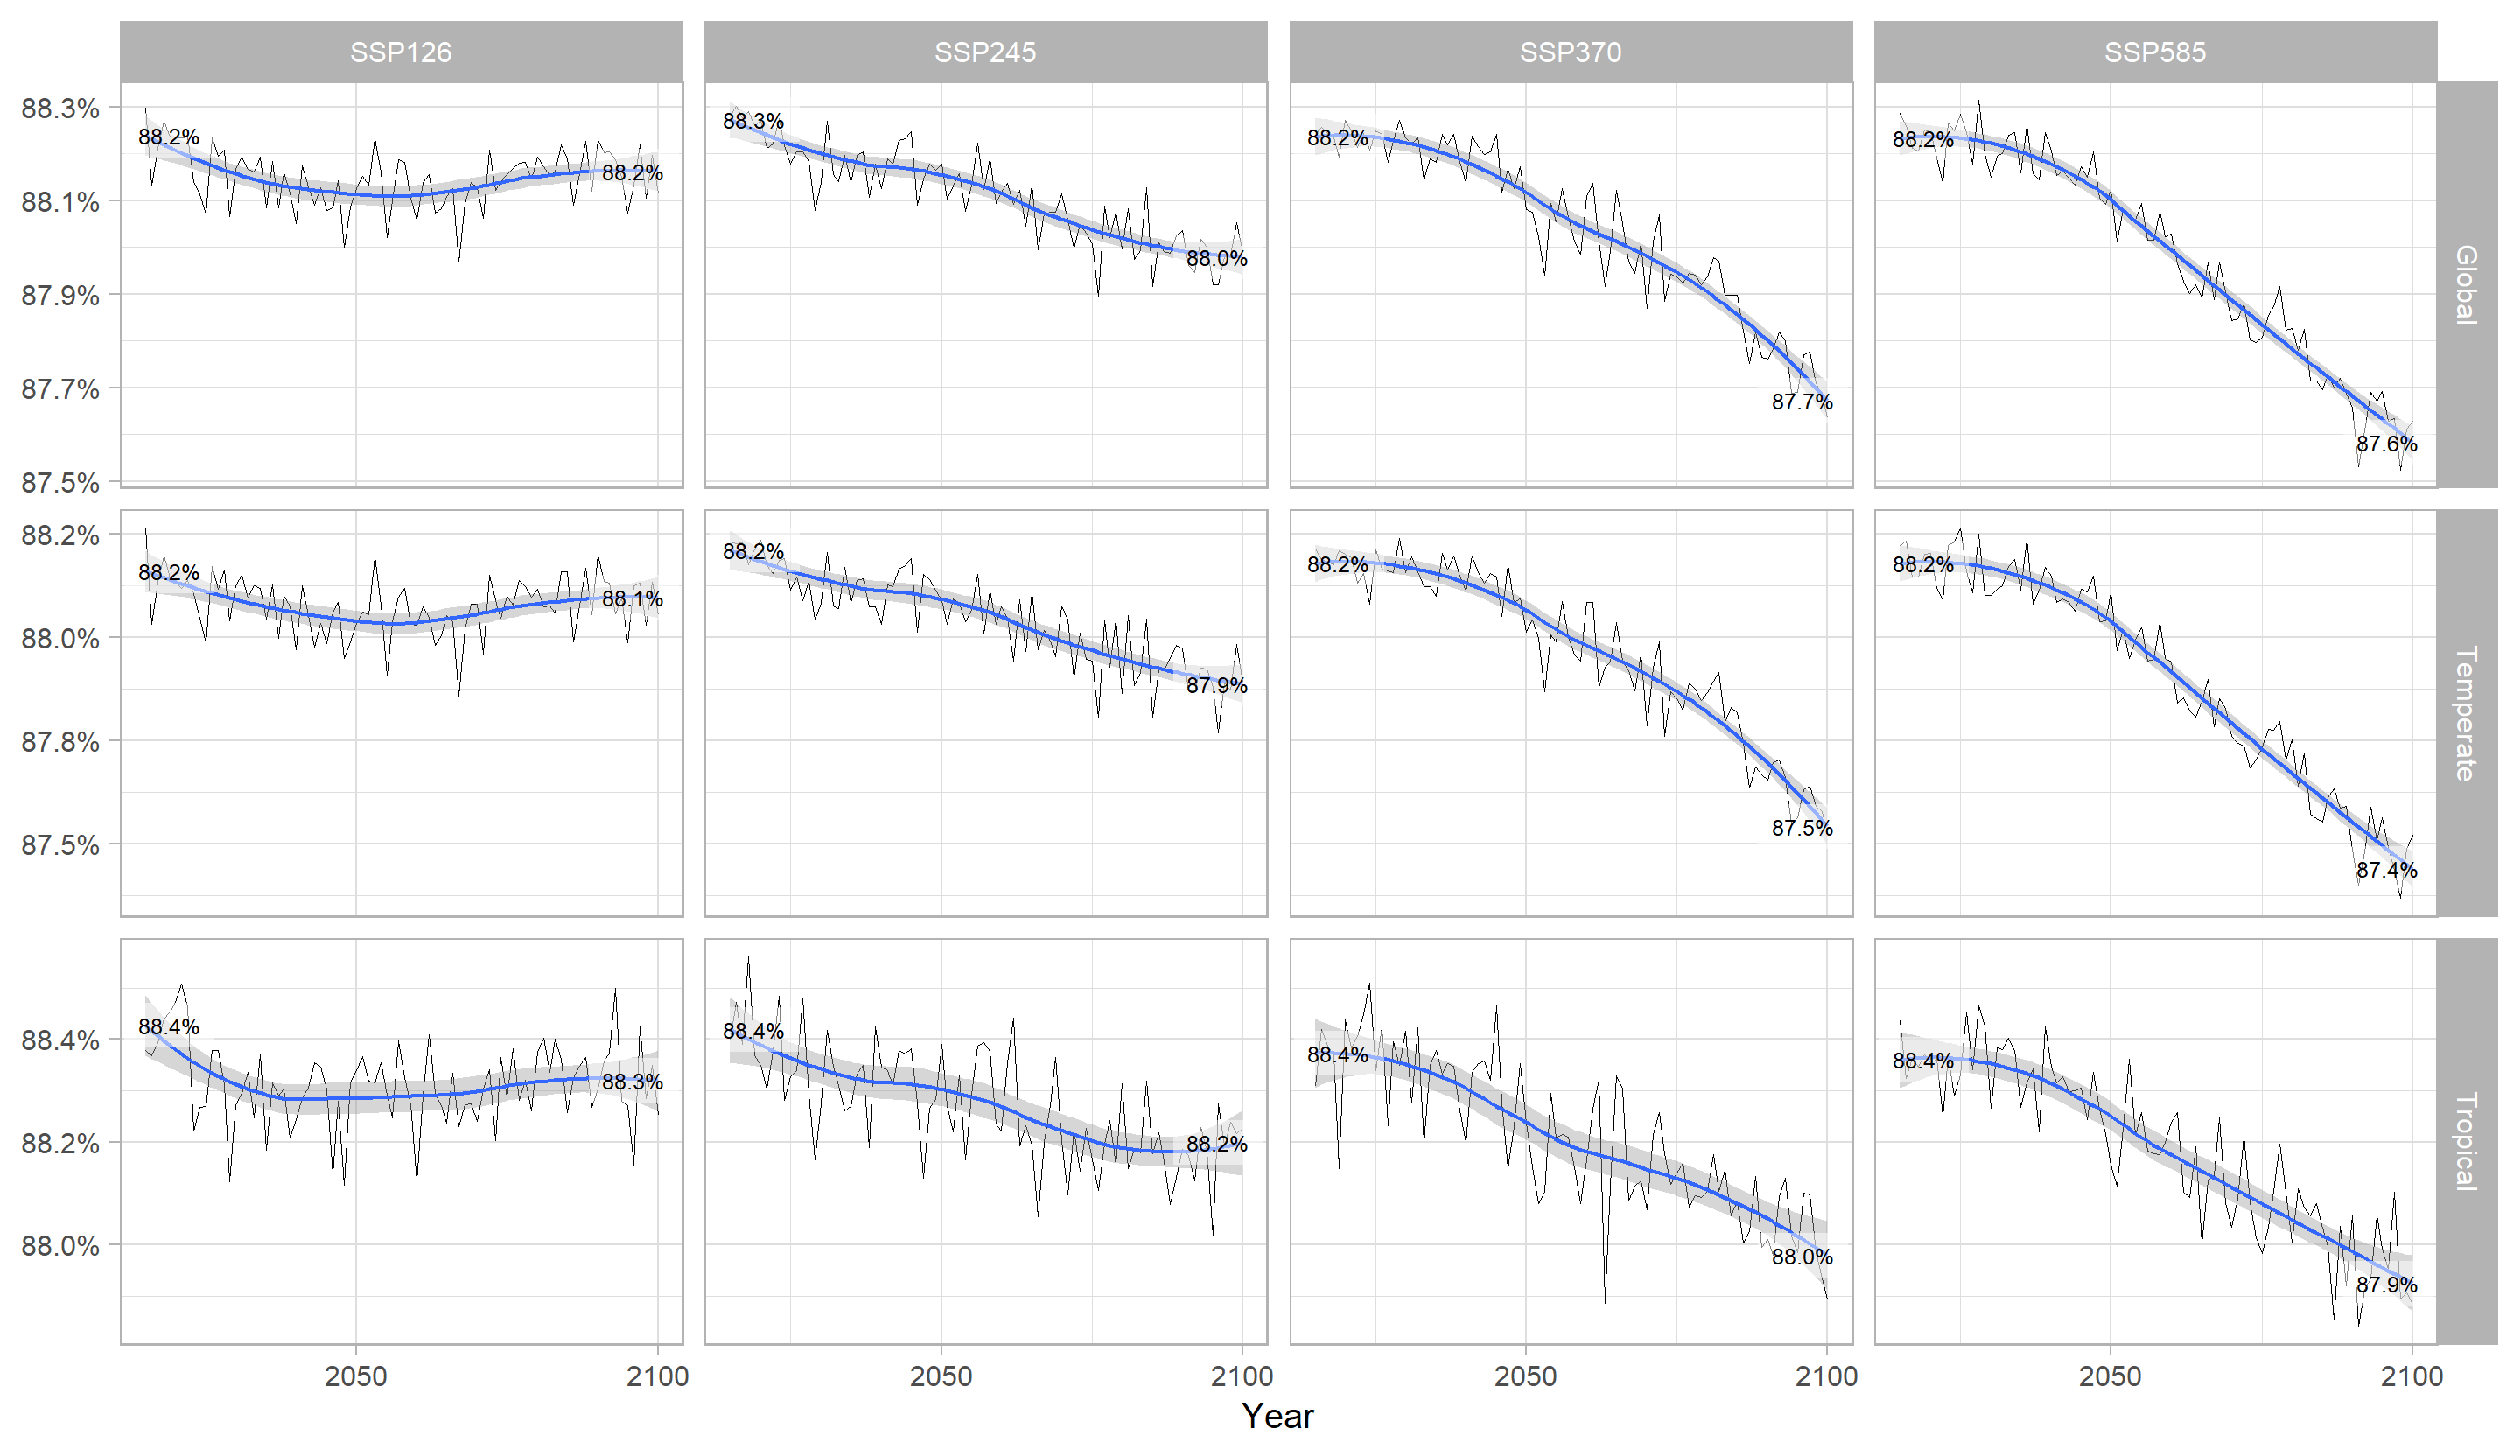 SSP126 SSP245 SSP370 SSP585
88.3%
88.1%
87.9%
87.7%
87.5%
88.2% 88.2% 88.3% 88.0% 88.2% 87.7% 88.2% 87.6%
Global
88.2%
88.0%
87.8%
87.5%
88.2% 88.1% 88.2% 87.9% 88.2% 87.5% 88.2% 87.4%
Temperate
88.4%
88.2%
88.0%
88.4% 88.3% 88.4% 88.2% 88.4% 88.0% 88.4% 87.9%
Tropical
2050 2100 2050 2100 2050 2100 2050 2100
Year